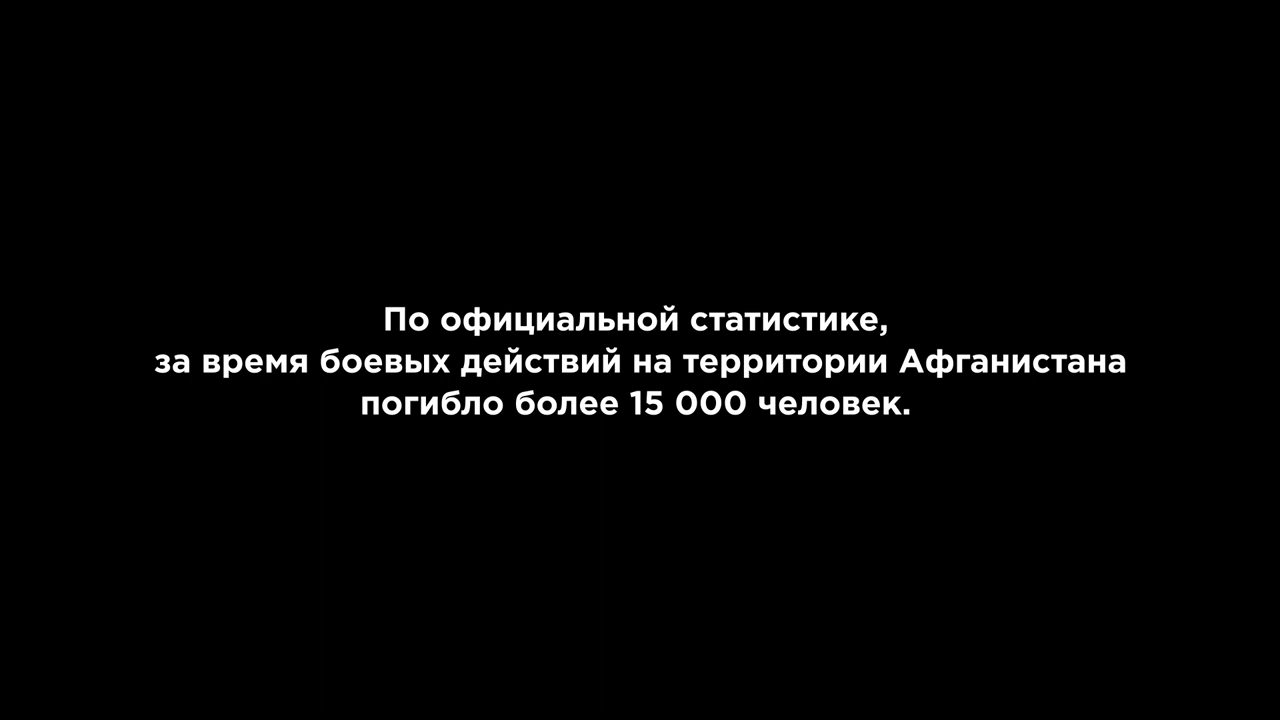 По официальной статистике,
за время боевых действий на территории Афганистана
погибло более 15 000 человек.